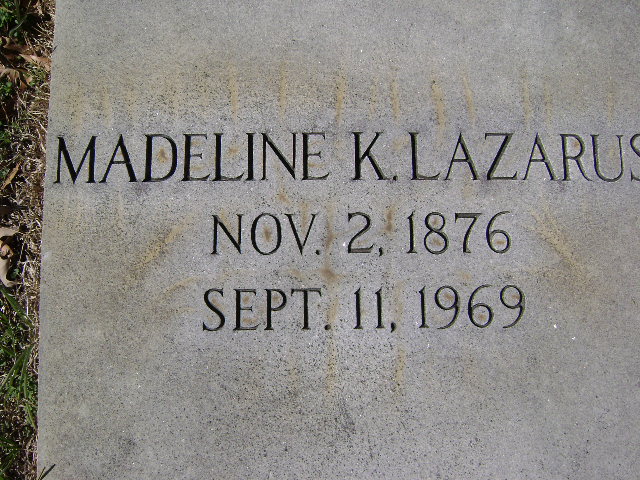 MADELINE K. LAZARUS
NOV. 2, 1876
SEPT. 11, 1969